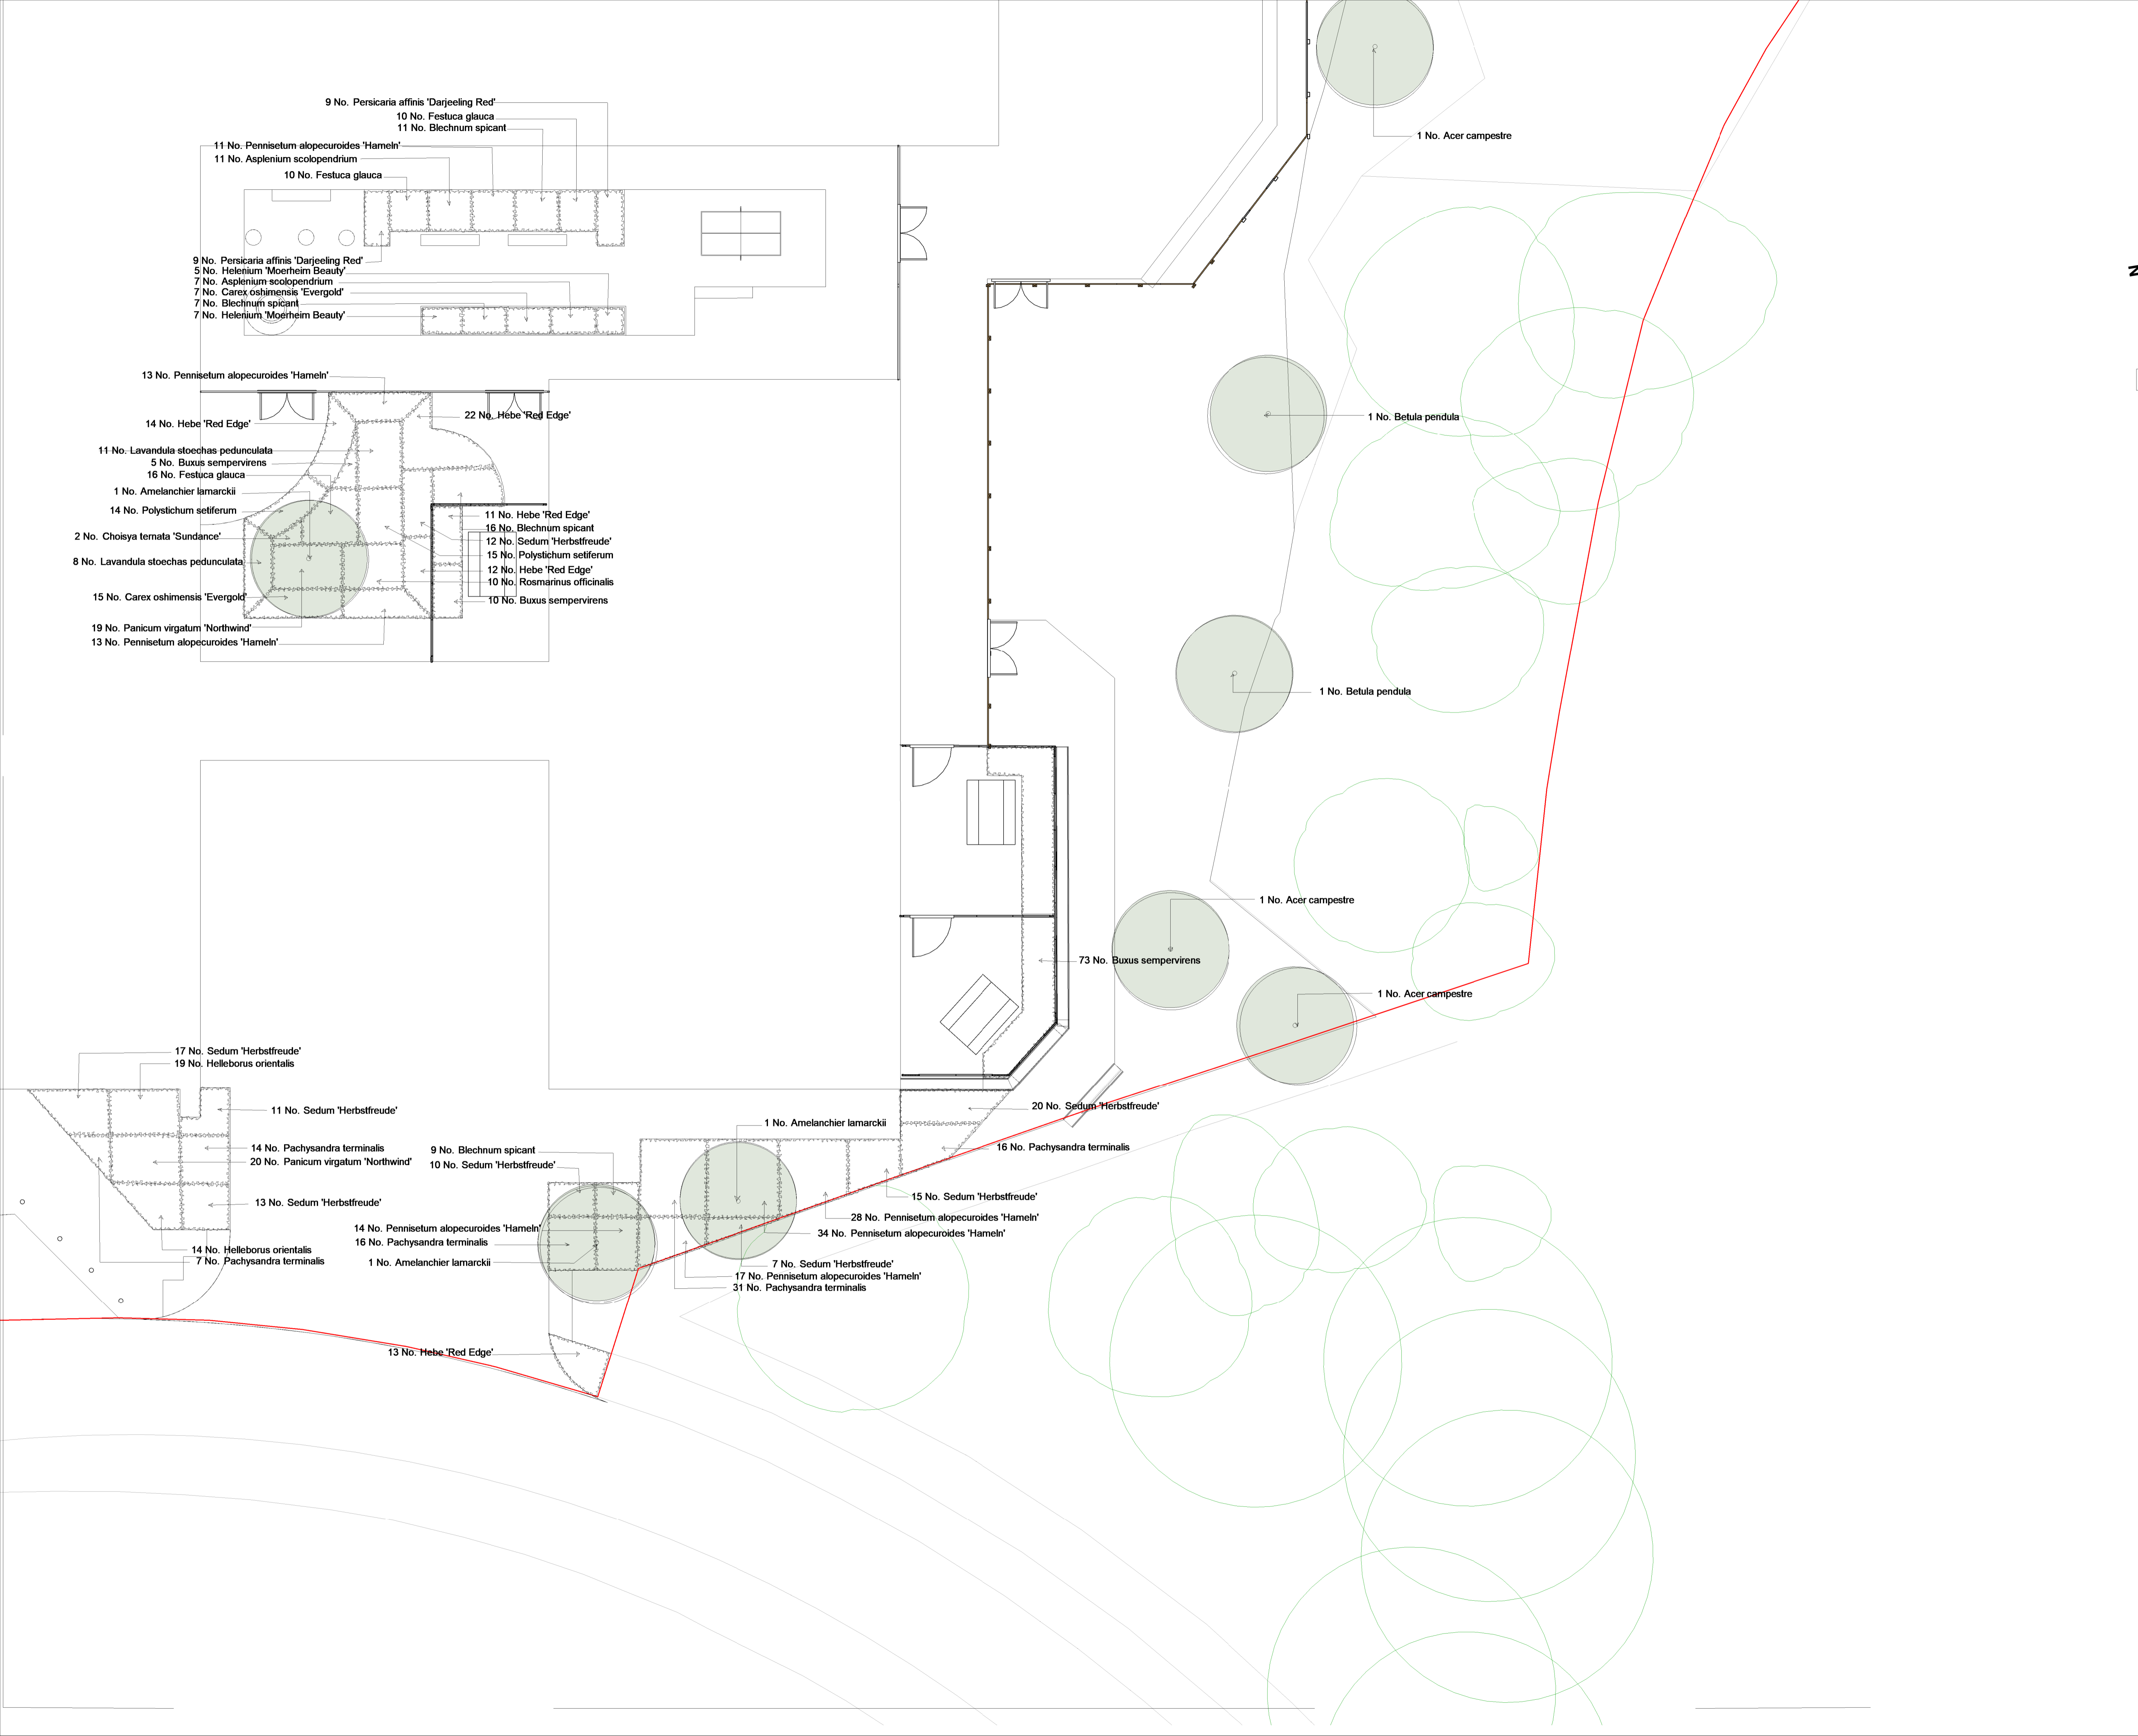 9 No. Persicaria affinis 'Darjeeling Red'
10 No. Festuca glauca
11 No. Blechnum spicant
1 No. Acer campestre
11 No. Pennisetum alopecuroides 'Hameln'
11 No. Asplenium scolopendrium
10 No. Festuca glauca
9 No. Persicaria affinis 'Darjeeling Red'
5 No. Helenium 'Moerheim Beauty'
7 No. Asplenium scolopendrium
7 No. Carex oshimensis 'Evergold'
7 No. Blechnum spicant
7 No. Helenium 'Moerheim Beauty'
N
13 No. Pennisetum alopecuroides 'Hameln'
22 No. Hebe 'Red Edge'
1 No. Betula pendula
14 No. Hebe 'Red Edge'
11 No. Lavandula stoechas pedunculata
5 No. Buxus sempervirens
16 No. Festuca glauca
1 No. Amelanchier lamarckii
14 No. Polystichum setiferum
2 No. Choisya ternata 'Sundance'
8 No. Lavandula stoechas pedunculata
15 No. Carex oshimensis 'Evergold'
19 No. Panicum virgatum 'Northwind'
13 No. Pennisetum alopecuroides 'Hameln'
11 No. Hebe 'Red Edge'
16 No. Blechnum spicant
12 No. Sedum 'Herbstfreude'
15 No. Polystichum setiferum
12 No. Hebe 'Red Edge'
10 No. Rosmarinus officinalis
10 No. Buxus sempervirens
1 No. Betula pendula
1 No. Acer campestre
73 No. Buxus sempervirens
1 No. Acer campestre
17 No. Sedum 'Herbstfreude'
19 No. Helleborus orientalis
11 No. Sedum 'Herbstfreude'
14 No. Pachysandra terminalis
20 No. Panicum virgatum 'Northwind'
13 No. Sedum 'Herbstfreude'
14 No. Helleborus orientalis
7 No. Pachysandra terminalis
20 No. Sedum 'Herbstfreude'
1 No. Amelanchier lamarckii
16 No. Pachysandra terminalis
9 No. Blechnum spicant
10 No. Sedum 'Herbstfreude'
15 No. Sedum 'Herbstfreude'
28 No. Pennisetum alopecuroides 'Hameln'
34 No. Pennisetum alopecuroides 'Hameln'
14 No. Pennisetum alopecuroides 'Hameln'
16 No. Pachysandra terminalis
1 No. Amelanchier lamarckii
7 No. Sedum 'Herbstfreude'
17 No. Pennisetum alopecuroides 'Hameln'
31 No. Pachysandra terminalis
13 No. Hebe 'Red Edge'